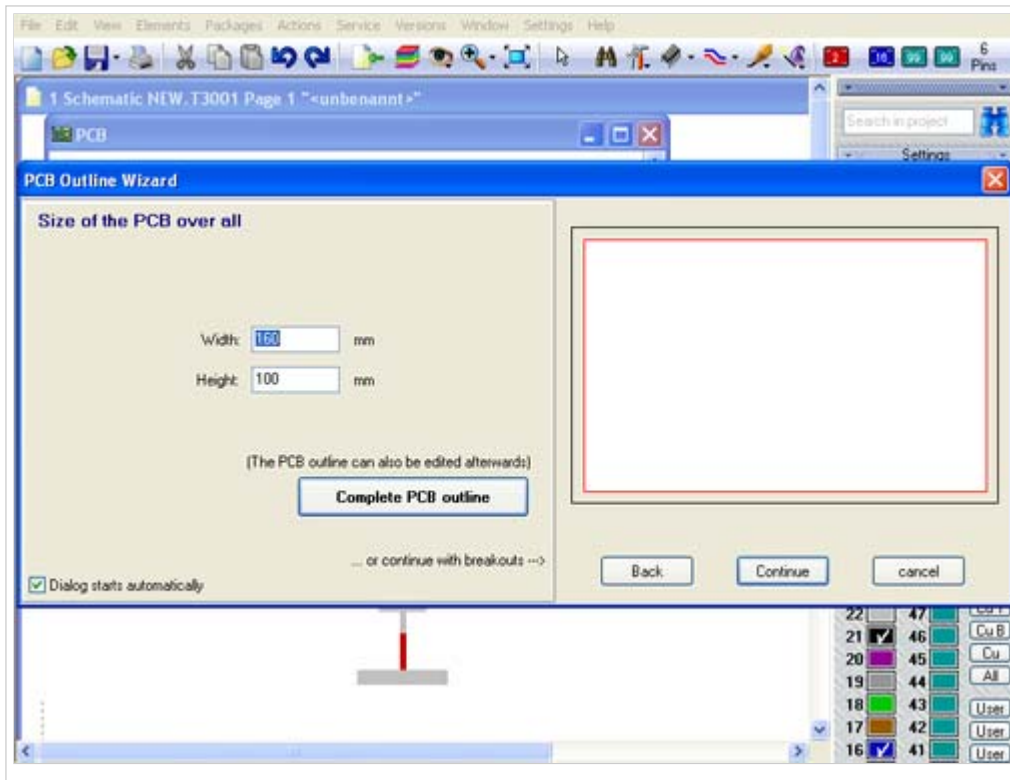 File Edit View Elements Packages Actions Service Versions Window Settings Help
6
Pins
1 Schematic NEW.T3001 Page 1 "<unbenannt>"
Search in project
PCB
Settings
PCB Outline Wizard
Size of the PCB over all
Width: 160 mm
Height: 100 mm
(The PCB outline can also be edited afterwards)
Complete PCB outline
... or continue with breakouts --->
Dialog starts automatically
Back Continue cancel
22 47
21 46 Cu B
20 45 Cu
19 44 All
18 43 User
17 42 User
16 41 User